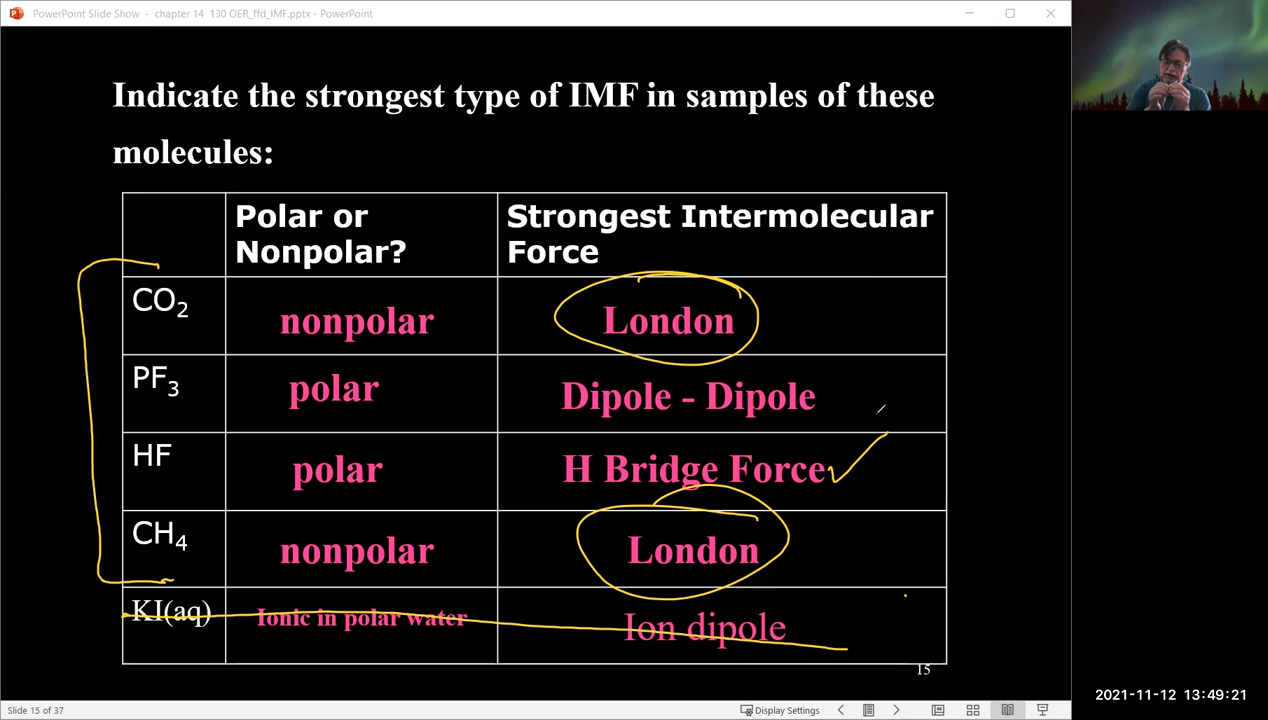 PowerPoint Slide Show - chapter 14 130 OER_ffd_IMF.pptx - PowerPoint
Indicate the strongest type of IMF in samples of these
molecules:
Polar or
Nonpolar?
Strongest Intermolecular
Force
CO₂
nonpolar
London
PF₃
polar
Dipole - Dipole
HF
polar
H Bridge Force
CH₄
nonpolar
London
KI(aq)
Ionic in polar water
Ion dipole
15
2021-11-12 13:49:21
Slide 15 of 37
Display Settings